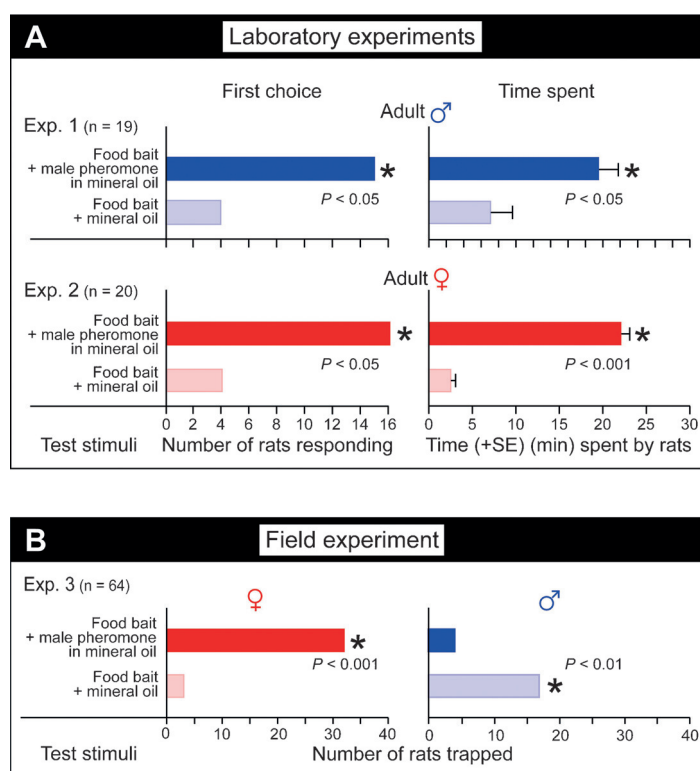 A Laboratory experiments
First choice
Time spent
Adult ♂
Exp. 1 (n = 19)
Food bait
+ male pheromone
in mineral oil
*
*
Food bait
+ mineral oil
P < 0.05
P < 0.05
Adult ♀
Exp. 2 (n = 20)
Food bait
+ male pheromone
in mineral oil
*
*
Food bait
+ mineral oil
P < 0.05
P < 0.001
0 2 4 6 8 10 12 14 16
0 5 10 15 20 25 30
Test stimuli
Number of rats responding
Time (+SE) (min) spent by rats
B Field experiment
Exp. 3 (n = 64)
♀
♂
Food bait
+ male pheromone
in mineral oil
*
P < 0.001
P < 0.01
Food bait
+ mineral oil
*
0 10 20 30 40
0 10 20 30 40
Test stimuli
Number of rats trapped